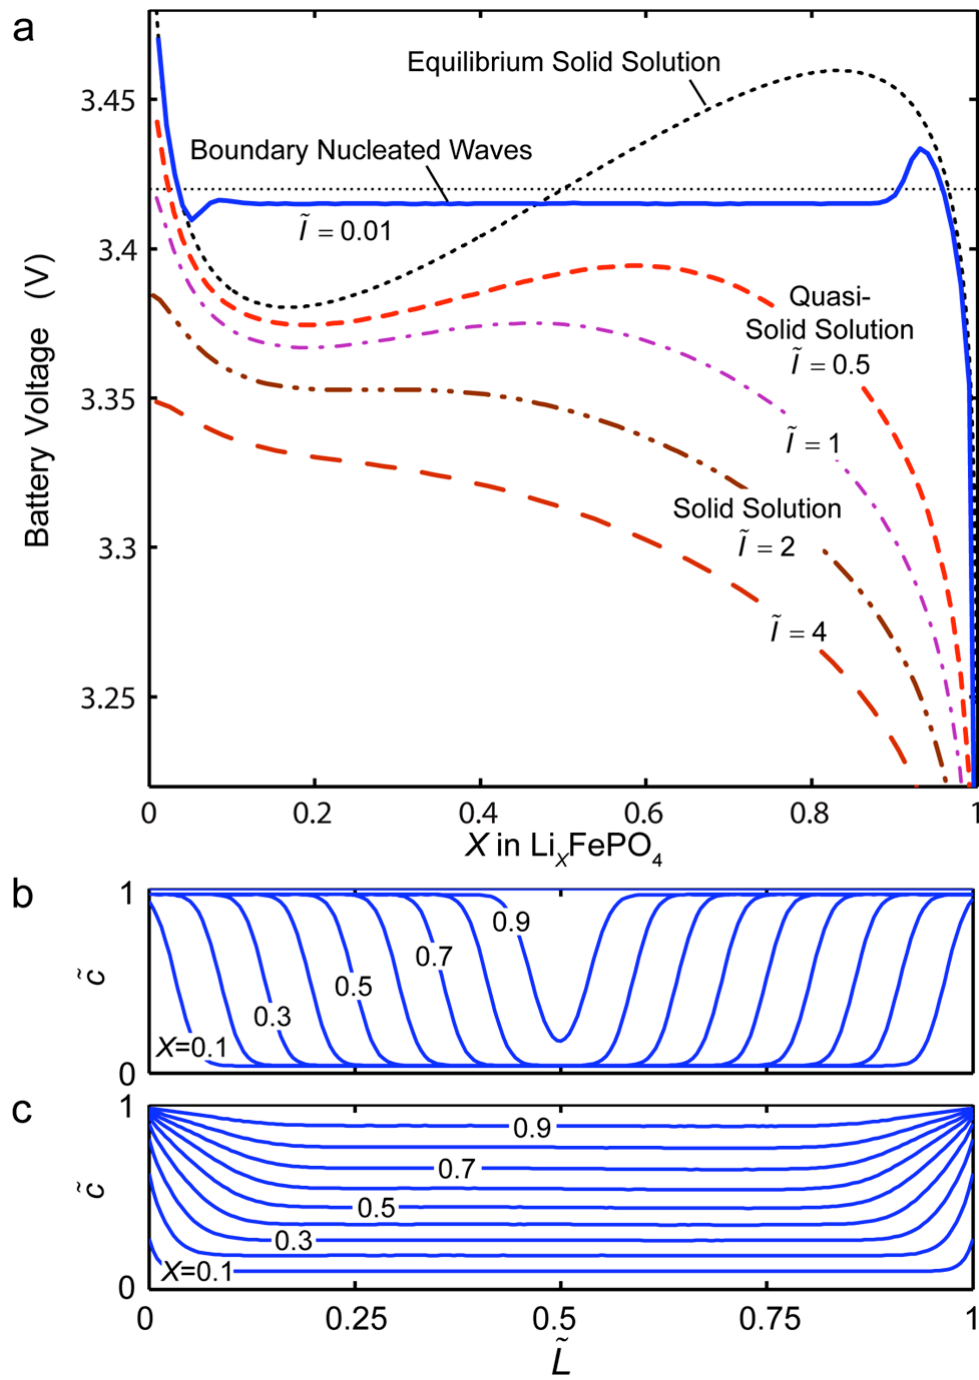 a
Equilibrium Solid Solution
Boundary Nucleated Waves
Ĩ = 0.01
Quasi-
Solid Solution
Ĩ = 0.5
Ĩ = 1
Solid Solution
Ĩ = 2
Ĩ = 4
Battery Voltage (V)
3.45
3.4
3.35
3.3
3.25
0 0.2 0.4 0.6 0.8 1
X in LiₓFePO₄
b
1
c̃
0
X=0.1
0.3
0.5
0.7
0.9
c
1
c̃
0
0.9
0.7
0.5
0.3
X=0.1
0 0.25 0.5 0.75 1
L̃